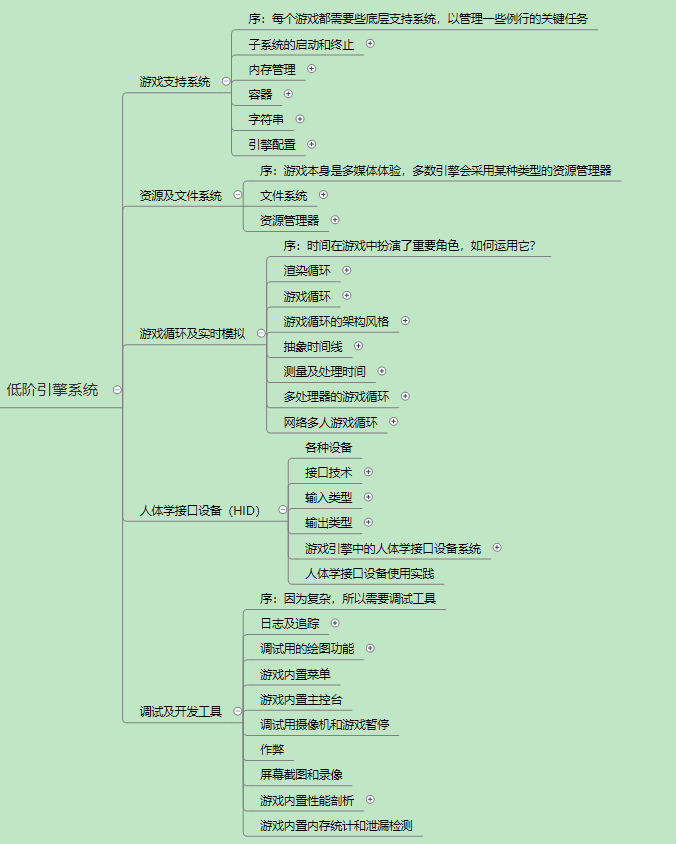 低阶引擎系统
游戏支持系统
序：每个游戏都需要些底层支持系统，以管理一些例行的关键任务
子系统的启动和终止
内存管理
容器
字符串
引擎配置
资源及文件系统
序：游戏本身是多媒体体验，多数引擎会采用某种类型的资源管理器
文件系统
资源管理器
游戏循环及实时模拟
序：时间在游戏中扮演了重要角色，如何运用它?
渲染循环
游戏循环
游戏循环的架构风格
抽象时间线
测量及处理时间
多处理器的游戏循环
网络多人游戏循环
人体学接口设备（HID）
各种设备
接口技术
输入类型
输出类型
游戏引擎中的人体学接口设备系统
人体学接口设备使用实践
调试及开发工具
序：因为复杂，所以需要调试工具
日志及追踪
调试用的绘图功能
游戏内置菜单
游戏内置主控台
调试用摄像机和游戏暂停
作弊
屏幕截图和录像
游戏内置性能剖析
游戏内置内存统计和泄漏检测